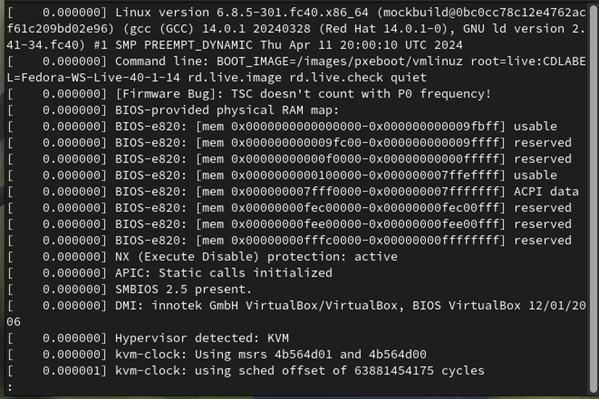 [    0.000000] Linux version 6.8.5-301.fc40.x86_64 (mockbuild@0bc0cc78c12e4762ac
f61c209bd02e96) (gcc (GCC) 14.0.1 20240328 (Red Hat 14.0.1-0), GNU ld version 2.
41-34.fc40) #1 SMP PREEMPT_DYNAMIC Thu Apr 11 20:00:10 UTC 2024
[    0.000000] Command line: BOOT_IMAGE=/images/pxeboot/vmlinuz root=live:CDLABE
L=Fedora-WS-Live-40-1-14 rd.live.image rd.live.check quiet
[    0.000000] [Firmware Bug]: TSC doesn't count with P0 frequency!
[    0.000000] BIOS-provided physical RAM map:
[    0.000000] BIOS-e820: [mem 0x0000000000000000-0x000000000009fbff] usable
[    0.000000] BIOS-e820: [mem 0x000000000009fc00-0x000000000009ffff] reserved
[    0.000000] BIOS-e820: [mem 0x00000000000f0000-0x00000000000fffff] reserved
[    0.000000] BIOS-e820: [mem 0x0000000000100000-0x000000007ffeffff] usable
[    0.000000] BIOS-e820: [mem 0x000000007fff0000-0x000000007fffffff] ACPI data
[    0.000000] BIOS-e820: [mem 0x00000000fec00000-0x00000000fec00fff] reserved
[    0.000000] BIOS-e820: [mem 0x00000000fee00000-0x00000000fee00fff] reserved
[    0.000000] BIOS-e820: [mem 0x00000000fffc0000-0x00000000ffffffff] reserved
[    0.000000] NX (Execute Disable) protection: active
[    0.000000] APIC: Static calls initialized
[    0.000000] SMBIOS 2.5 present.
[    0.000000] DMI: innotek GmbH VirtualBox/VirtualBox, BIOS VirtualBox 12/01/20
06
[    0.000000] Hypervisor detected: KVM
[    0.000000] kvm-clock: Using msrs 4b564d01 and 4b564d00
[    0.000001] kvm-clock: using sched offset of 63881454175 cycles
: